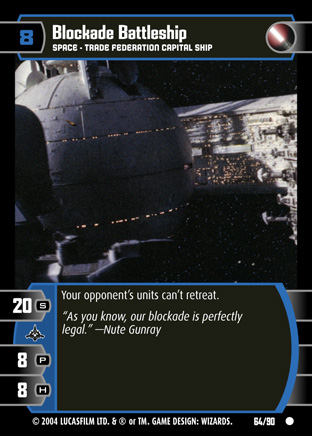 8
Blockade Battleship
SPACE - TRADE FEDERATION CAPITAL SHIP
Your opponent's units can't retreat.
20 S
"As you know, our blockade is perfectly
legal." —Nute Gunray
8 P
8 H
© 2004 LUCASFILM LTD. & ® or TM. GAME DESIGN: WIZARDS.
64/90